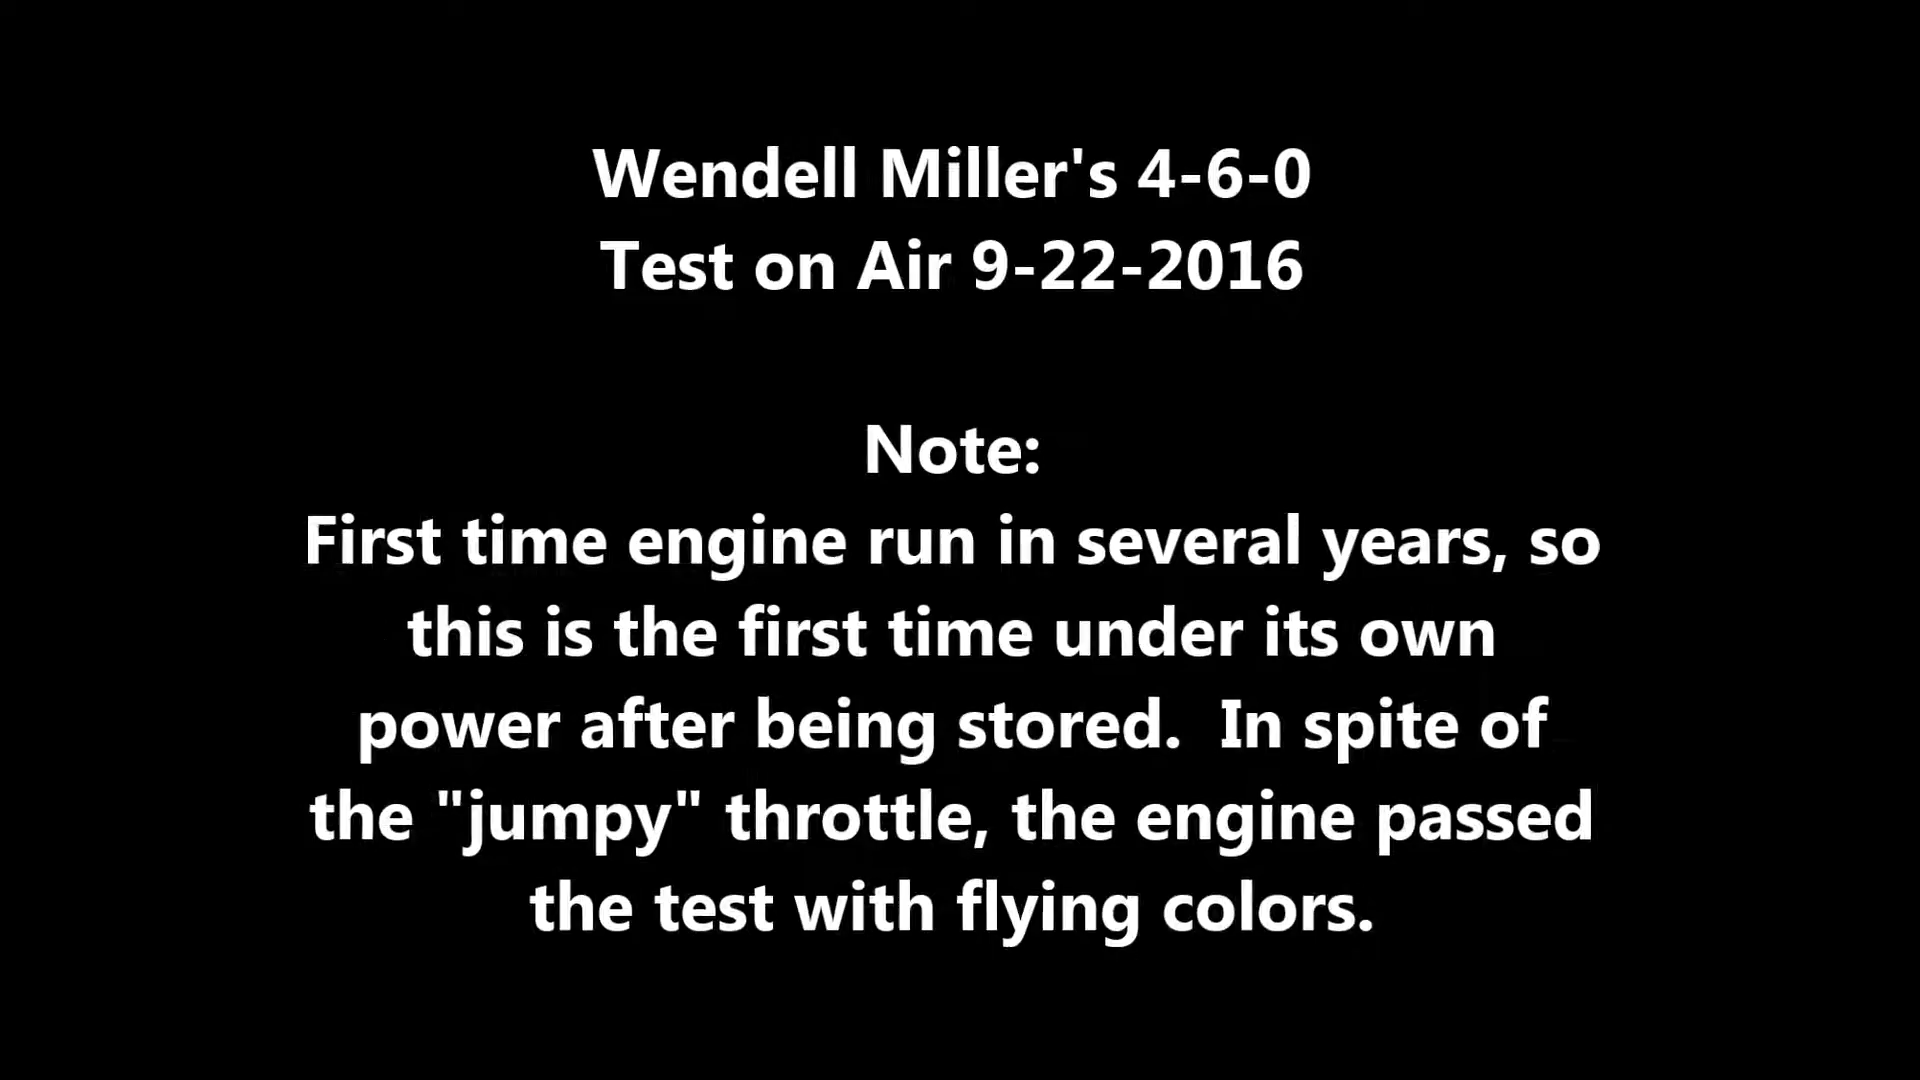 Wendell Miller's 4-6-0
Test on Air 9-22-2016
Note:
First time engine run in several years, so
this is the first time under its own
power after being stored.  In spite of
the "jumpy" throttle, the engine passed
the test with flying colors.